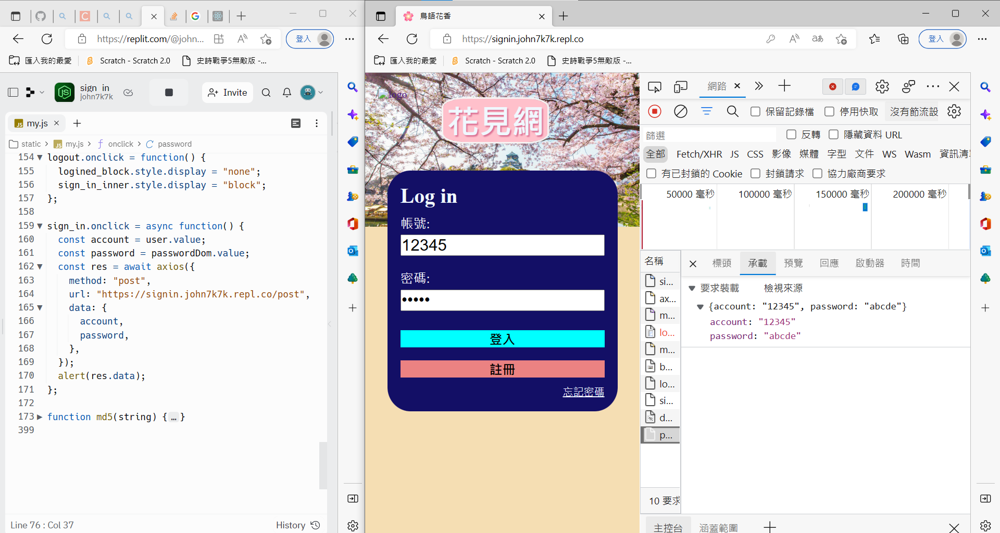 https://replit.com/@john...
登入
匯入我的最愛
Scratch - Scratch 2.0
史詩戰爭5無敵版 -...
sign in
john7k7k
Invite
JS my.js
static > JS my.js > onclick > password
154 logout.onclick = function() {
155 logined_block.style.display = "none";
156 sign_in_inner.style.display = "block";
157 };
158
159 sign_in.onclick = async function() {
160 const account = user.value;
161 const password = passwordDom.value;
162 const res = await axios({
163 method: "post",
164 url: "https://signin.john7k7k.repl.co/post",
165 data: {
166 account,
167 password,
168 },
169 });
170 alert(res.data);
171 };
172
173 function md5(string) {…}
399
Line 76 : Col 37
History
鳥語花香
https://signin.john7k7k.repl.co
あ
登入
匯入我的最愛
Scratch - Scratch 2.0
史詩戰爭5無敵版 -...
logo
花見網
Log in
帳號:
12345
密碼:
•••••
登入
註冊
忘記密碼
網路
保留記錄檔
停用快取
沒有節流設
篩選
反轉
隱藏資料 URL
全部
Fetch/XHR
JS
CSS
影像
媒體
字型
文件
WS
Wasm
資訊清
有已封鎖的 Cookie
封鎖請求
協力廠商要求
50000 毫秒
100000 毫秒
150000 毫秒
200000 毫秒
名稱
si...
ax...
m...
lo...
m...
b...
lo...
si...
d...
p...
10 要求
標頭
承載
預覽
回應
啟動器
時間
要求裝載
檢視來源
{account: "12345", password: "abcde"}
account: "12345"
password: "abcde"
主控台
涵蓋範圍